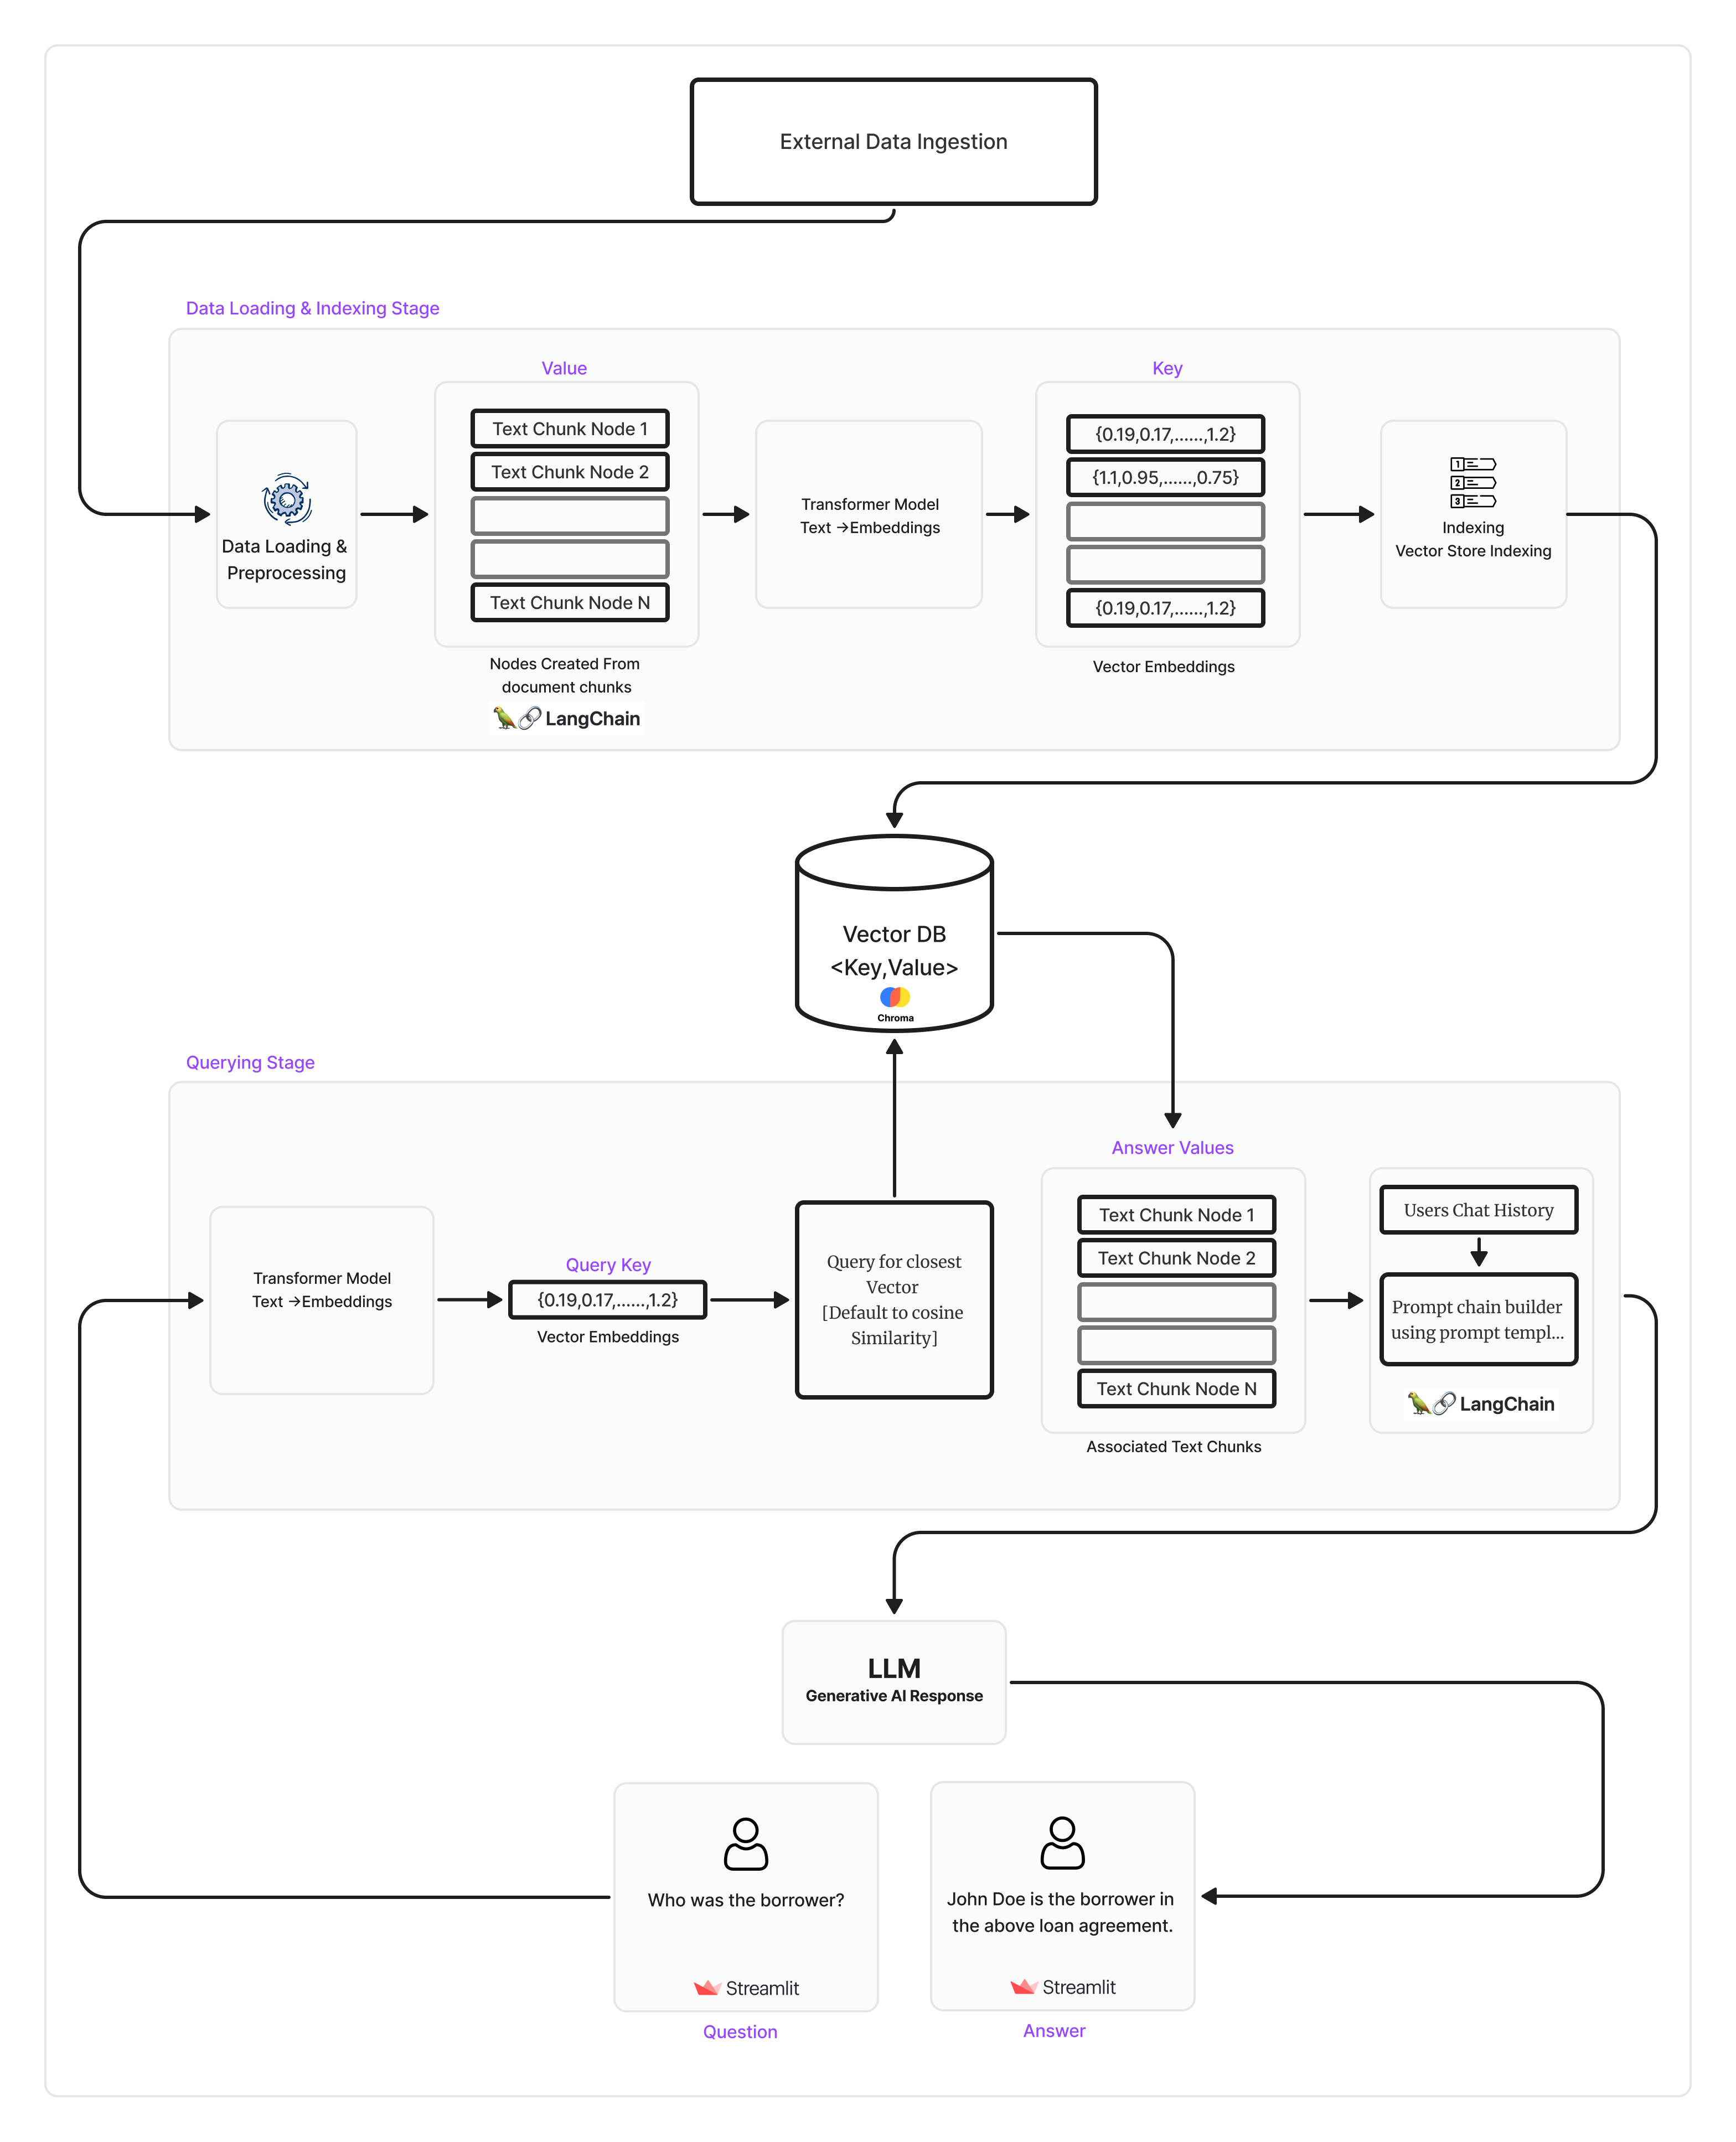 External Data Ingestion
Data Loading & Indexing Stage
Value
Key
Text Chunk Node 1
Text Chunk Node 2
Text Chunk Node N
{0.19,0.17,......,1.2}
{1.1,0.95,......,0.75}
{0.19,0.17,......,1.2}
Data Loading &
Preprocessing
Transformer Model
Text →Embeddings
1
2
3
Indexing
Vector Store Indexing
Nodes Created From
document chunks
LangChain
Vector Embeddings
Vector DB
<Key,Value>
Chroma
Querying Stage
Transformer Model
Text →Embeddings
Query Key
{0.19,0.17,......,1.2}
Vector Embeddings
Query for closest
Vector
[Default to cosine
Similarity]
Answer Values
Text Chunk Node 1
Text Chunk Node 2
Text Chunk Node N
Associated Text Chunks
Users Chat History
Prompt chain builder
using prompt templ...
LangChain
LLM
Generative AI Response
Who was the borrower?
Streamlit
Question
John Doe is the borrower in
the above loan agreement.
Streamlit
Answer